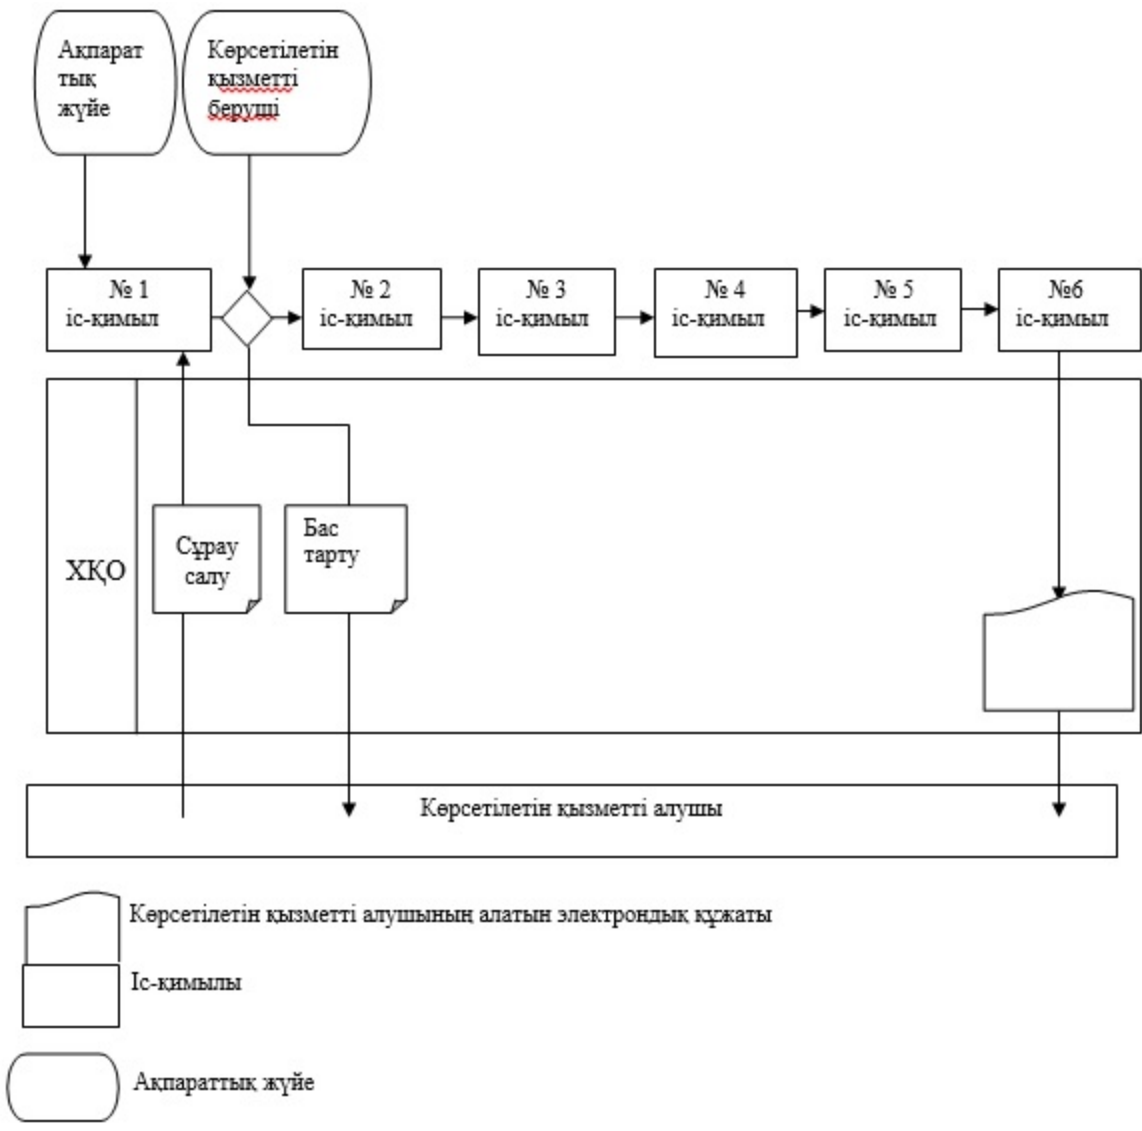 Ақпарат
тық
жүйе
Көрсетілетін
қызметті
беруші
№ 1
іс-қимыл
№ 2
іс-қимыл
№ 3
іс-қимыл
№ 4
іс-қимыл
№ 5
іс-қимыл
№6
іс-қимыл
ХҚО
Сұрау
салу
Бас
тарту
Көрсетілетін қызметті алушы
Көрсетілетін қызметті алушының алатын электрондық құжаты
Іс-қимылы
Ақпараттық жүйе